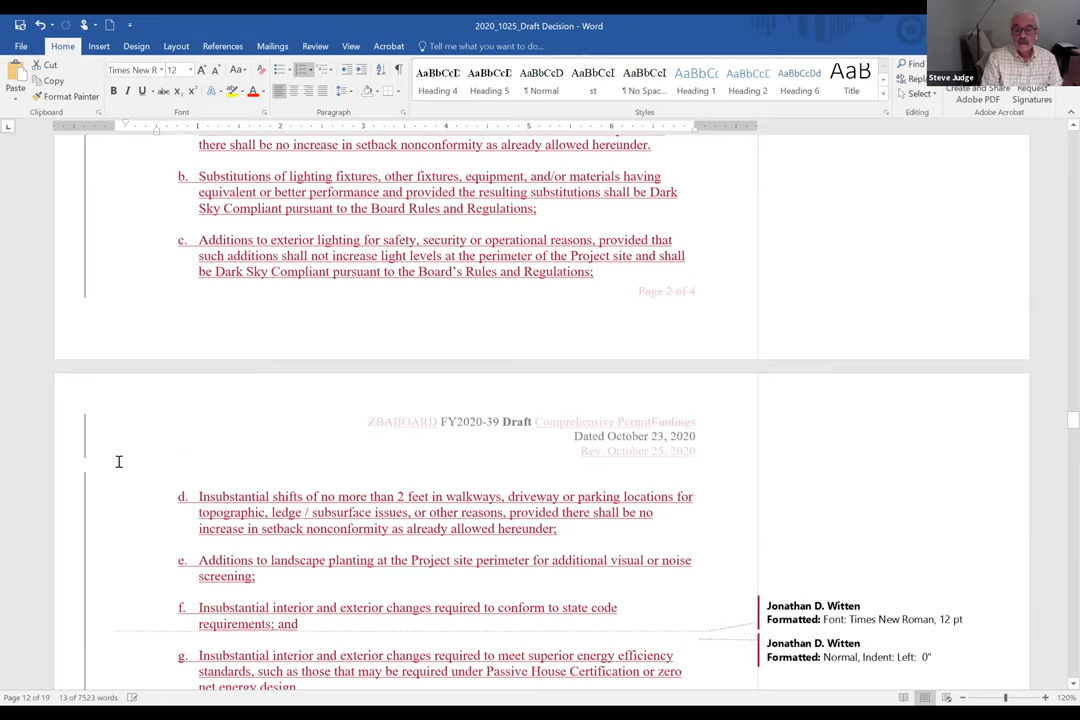 2020_1025_Draft Decision - Word
File Home Insert Design Layout References Mailings Review View Acrobat Tell me what you want to do...
Steve Judge
Paste Cut Copy Format Painter
Times New R 12
AaBbCcD AaBbCcD AaBbCcD AaBbCcI AaBbCcI AaBbCcD AaBbCcD AaBbCcDd AaB
Heading 4 Heading 5 ¶ Normal st ¶ No Spac... Heading 1 Heading 2 Heading 6 Title
Find
Select
Create and Share Adobe PDF
Request Signatures
Clipboard Font Paragraph Styles Editing Adobe Acrobat
1 2 3 4 5 6
there shall be no increase in setback nonconformity as already allowed hereunder.
b. Substitutions of lighting fixtures, other fixtures, equipment, and/or materials having
equivalent or better performance and provided the resulting substitutions shall be Dark
Sky Compliant pursuant to the Board Rules and Regulations;
c. Additions to exterior lighting for safety, security or operational reasons, provided that
such additions shall not increase light levels at the perimeter of the Project site and shall
be Dark Sky Compliant pursuant to the Board's Rules and Regulations;
Page 2 of 4
ZBABOARD FY2020-39 Draft Comprehensive PermitFindings
Dated October 23, 2020
Rev. October 25, 2020
d. Insubstantial shifts of no more than 2 feet in walkways, driveway or parking locations for
topographic, ledge / subsurface issues, or other reasons, provided there shall be no
increase in setback nonconformity as already allowed hereunder;
e. Additions to landscape planting at the Project site perimeter for additional visual or noise
screening;
f. Insubstantial interior and exterior changes required to conform to state code
requirements; and
Jonathan D. Witten
Formatted: Font: Times New Roman, 12 pt
Jonathan D. Witten
Formatted: Normal, Indent: Left: 0"
g. Insubstantial interior and exterior changes required to meet superior energy efficiency
standards, such as those that may be required under Passive House Certification or zero
net energy design
Page 12 of 19 13 of 7523 words 120%